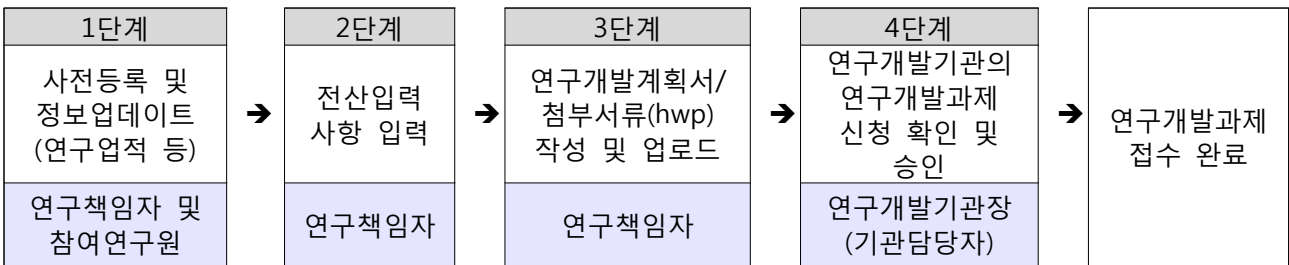 1단계
사전등록 및
정보업데이트
(연구업적 등)
연구책임자 및
참여연구원
➔
2단계
전산입력
사항 입력
연구책임자
➔
3단계
연구개발계획서/
첨부서류(hwp)
작성 및 업로드
연구책임자
➔
4단계
연구개발기관의
연구개발과제
신청 확인 및
승인
연구개발기관장
(기관담당자)
➔
연구개발과제
접수 완료